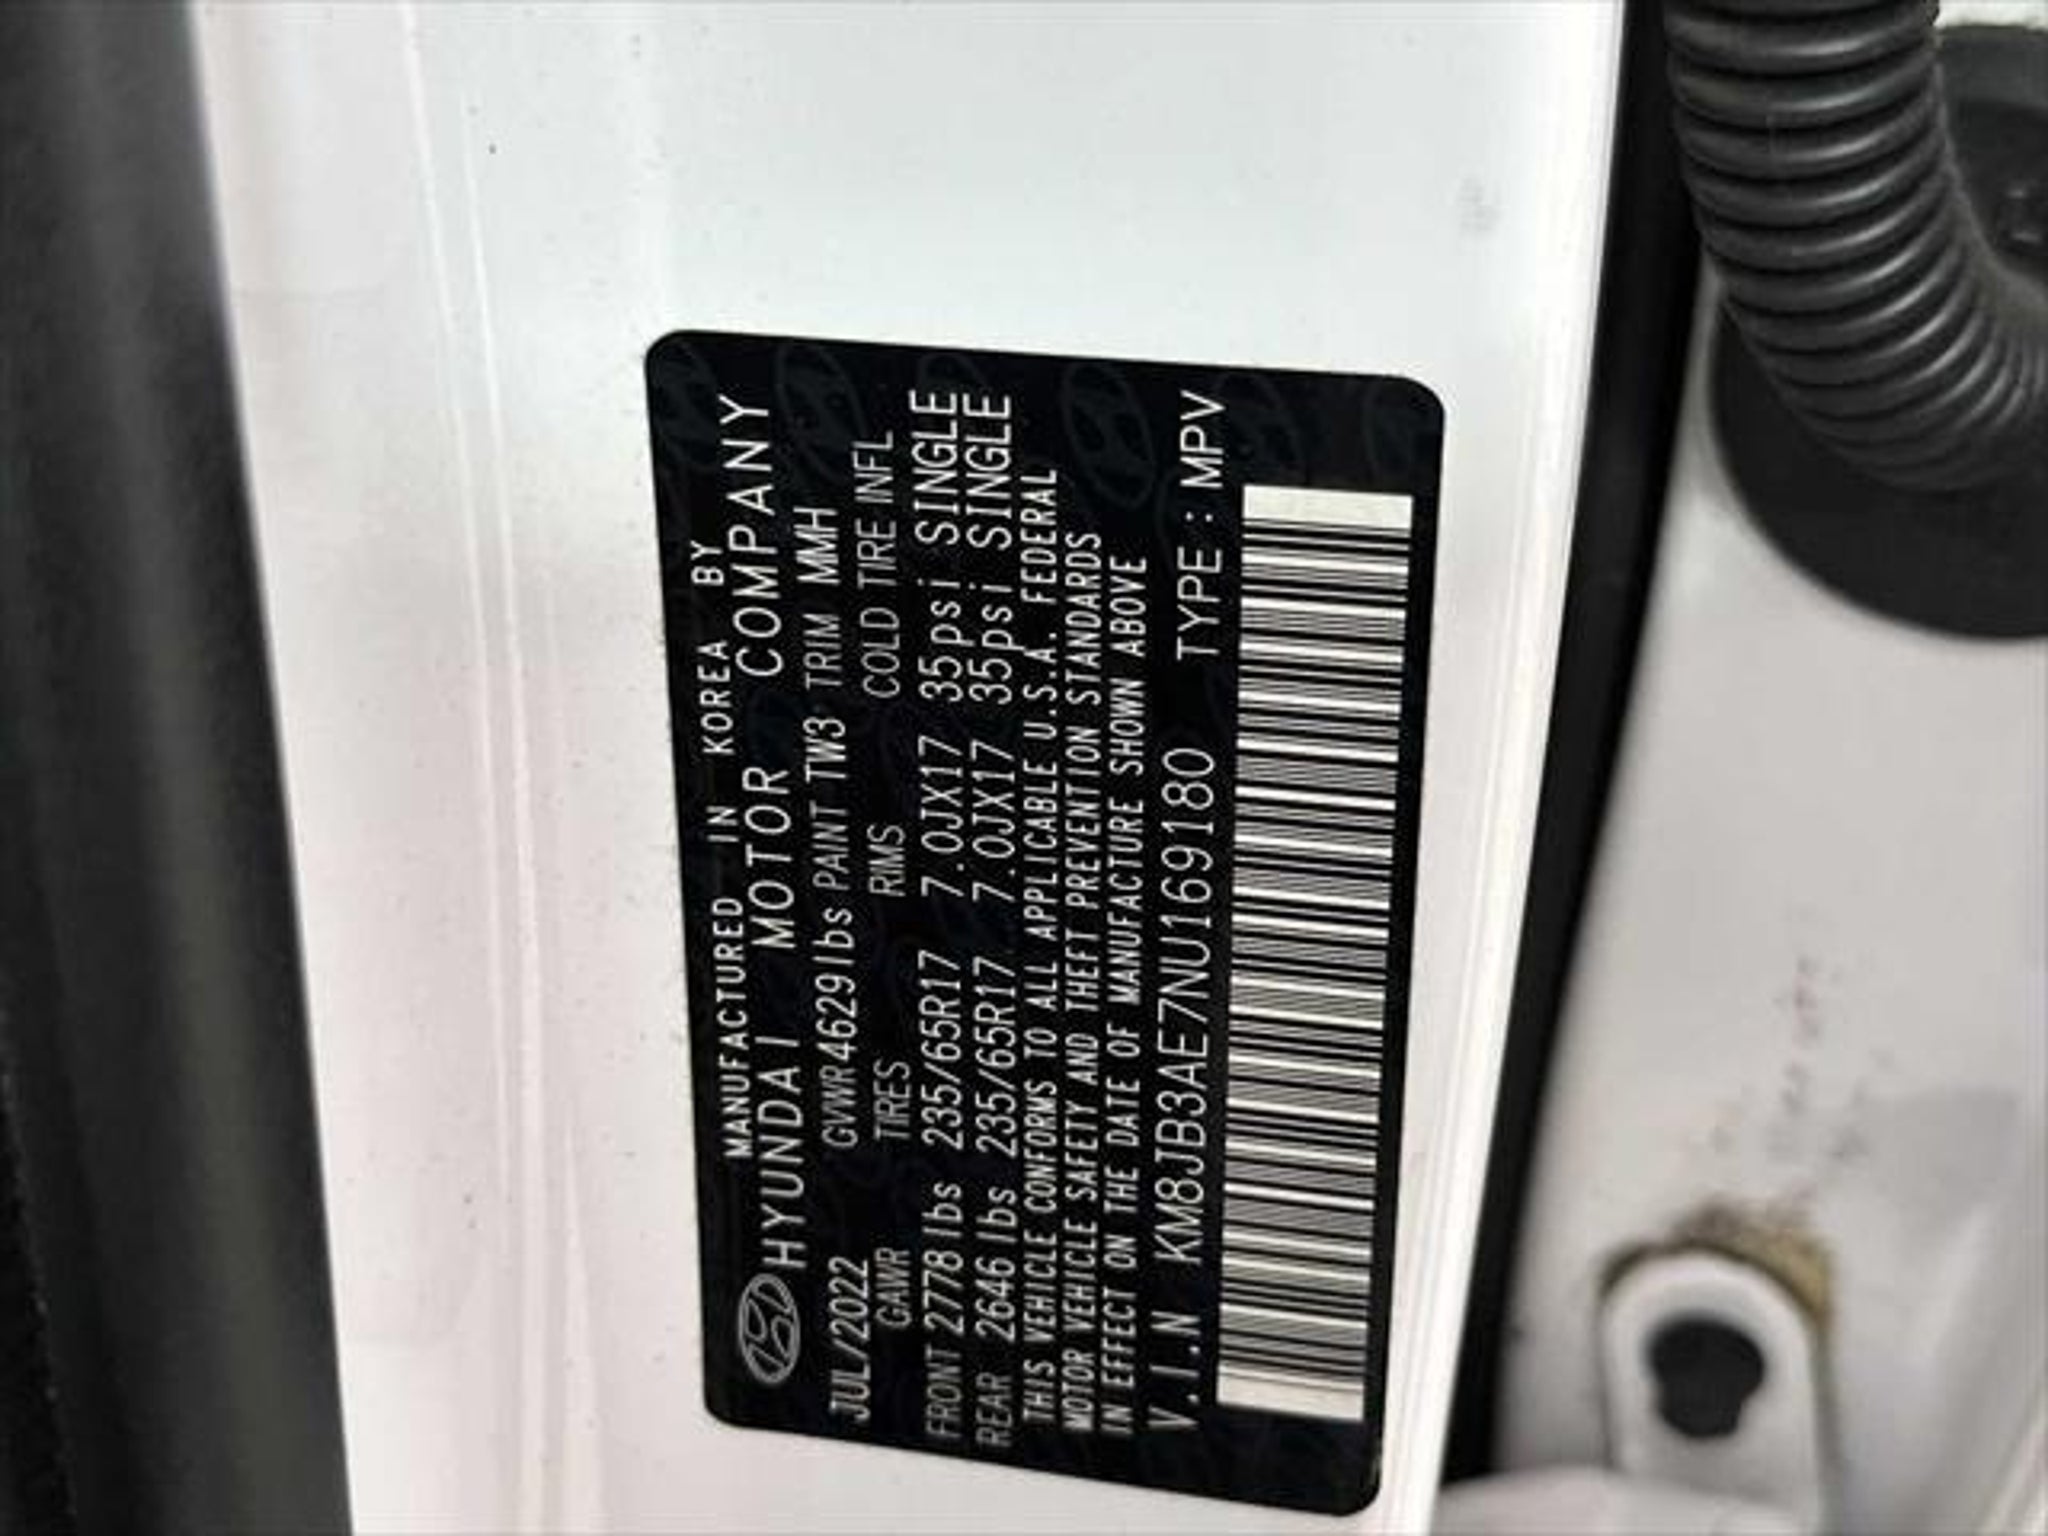 MANUFACTURED IN KOREA BY
HYUNDAI MOTOR COMPANY
JUL/2022 GVWR 4629lbs PAINT TW3 TRIM MMH
GAWR TIRES RIMS COLD TIRE INFL
FRONT 2778lbs 235/65R17 7.0JX17 35psi SINGLE
REAR 2646lbs 235/65R17 7.0JX17 35psi SINGLE
THIS VEHICLE CONFORMS TO ALL APPLICABLE U.S.A. FEDERAL
MOTOR VEHICLE SAFETY AND THEFT PREVENTION STANDARDS
IN EFFECT ON THE DATE OF MANUFACTURE SHOWN ABOVE
V.I.N KM8JB3AE7NU169180 TYPE : MPV